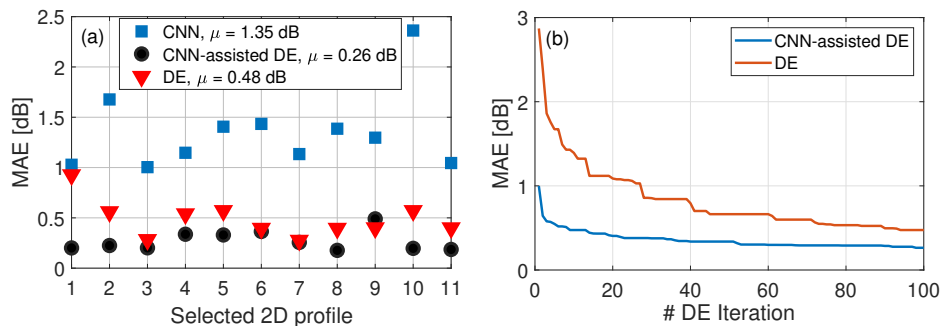 (a)
CNN, μ = 1.35 dB
CNN-assisted DE, μ = 0.26 dB
DE, μ = 0.48 dB
MAE [dB]
2.5
2
1.5
1
0.5
0
1 2 3 4 5 6 7 8 9 10 11
Selected 2D profile
(b)
CNN-assisted DE
DE
MAE [dB]
3
2
1
0
0 20 40 60 80 100
# DE Iteration